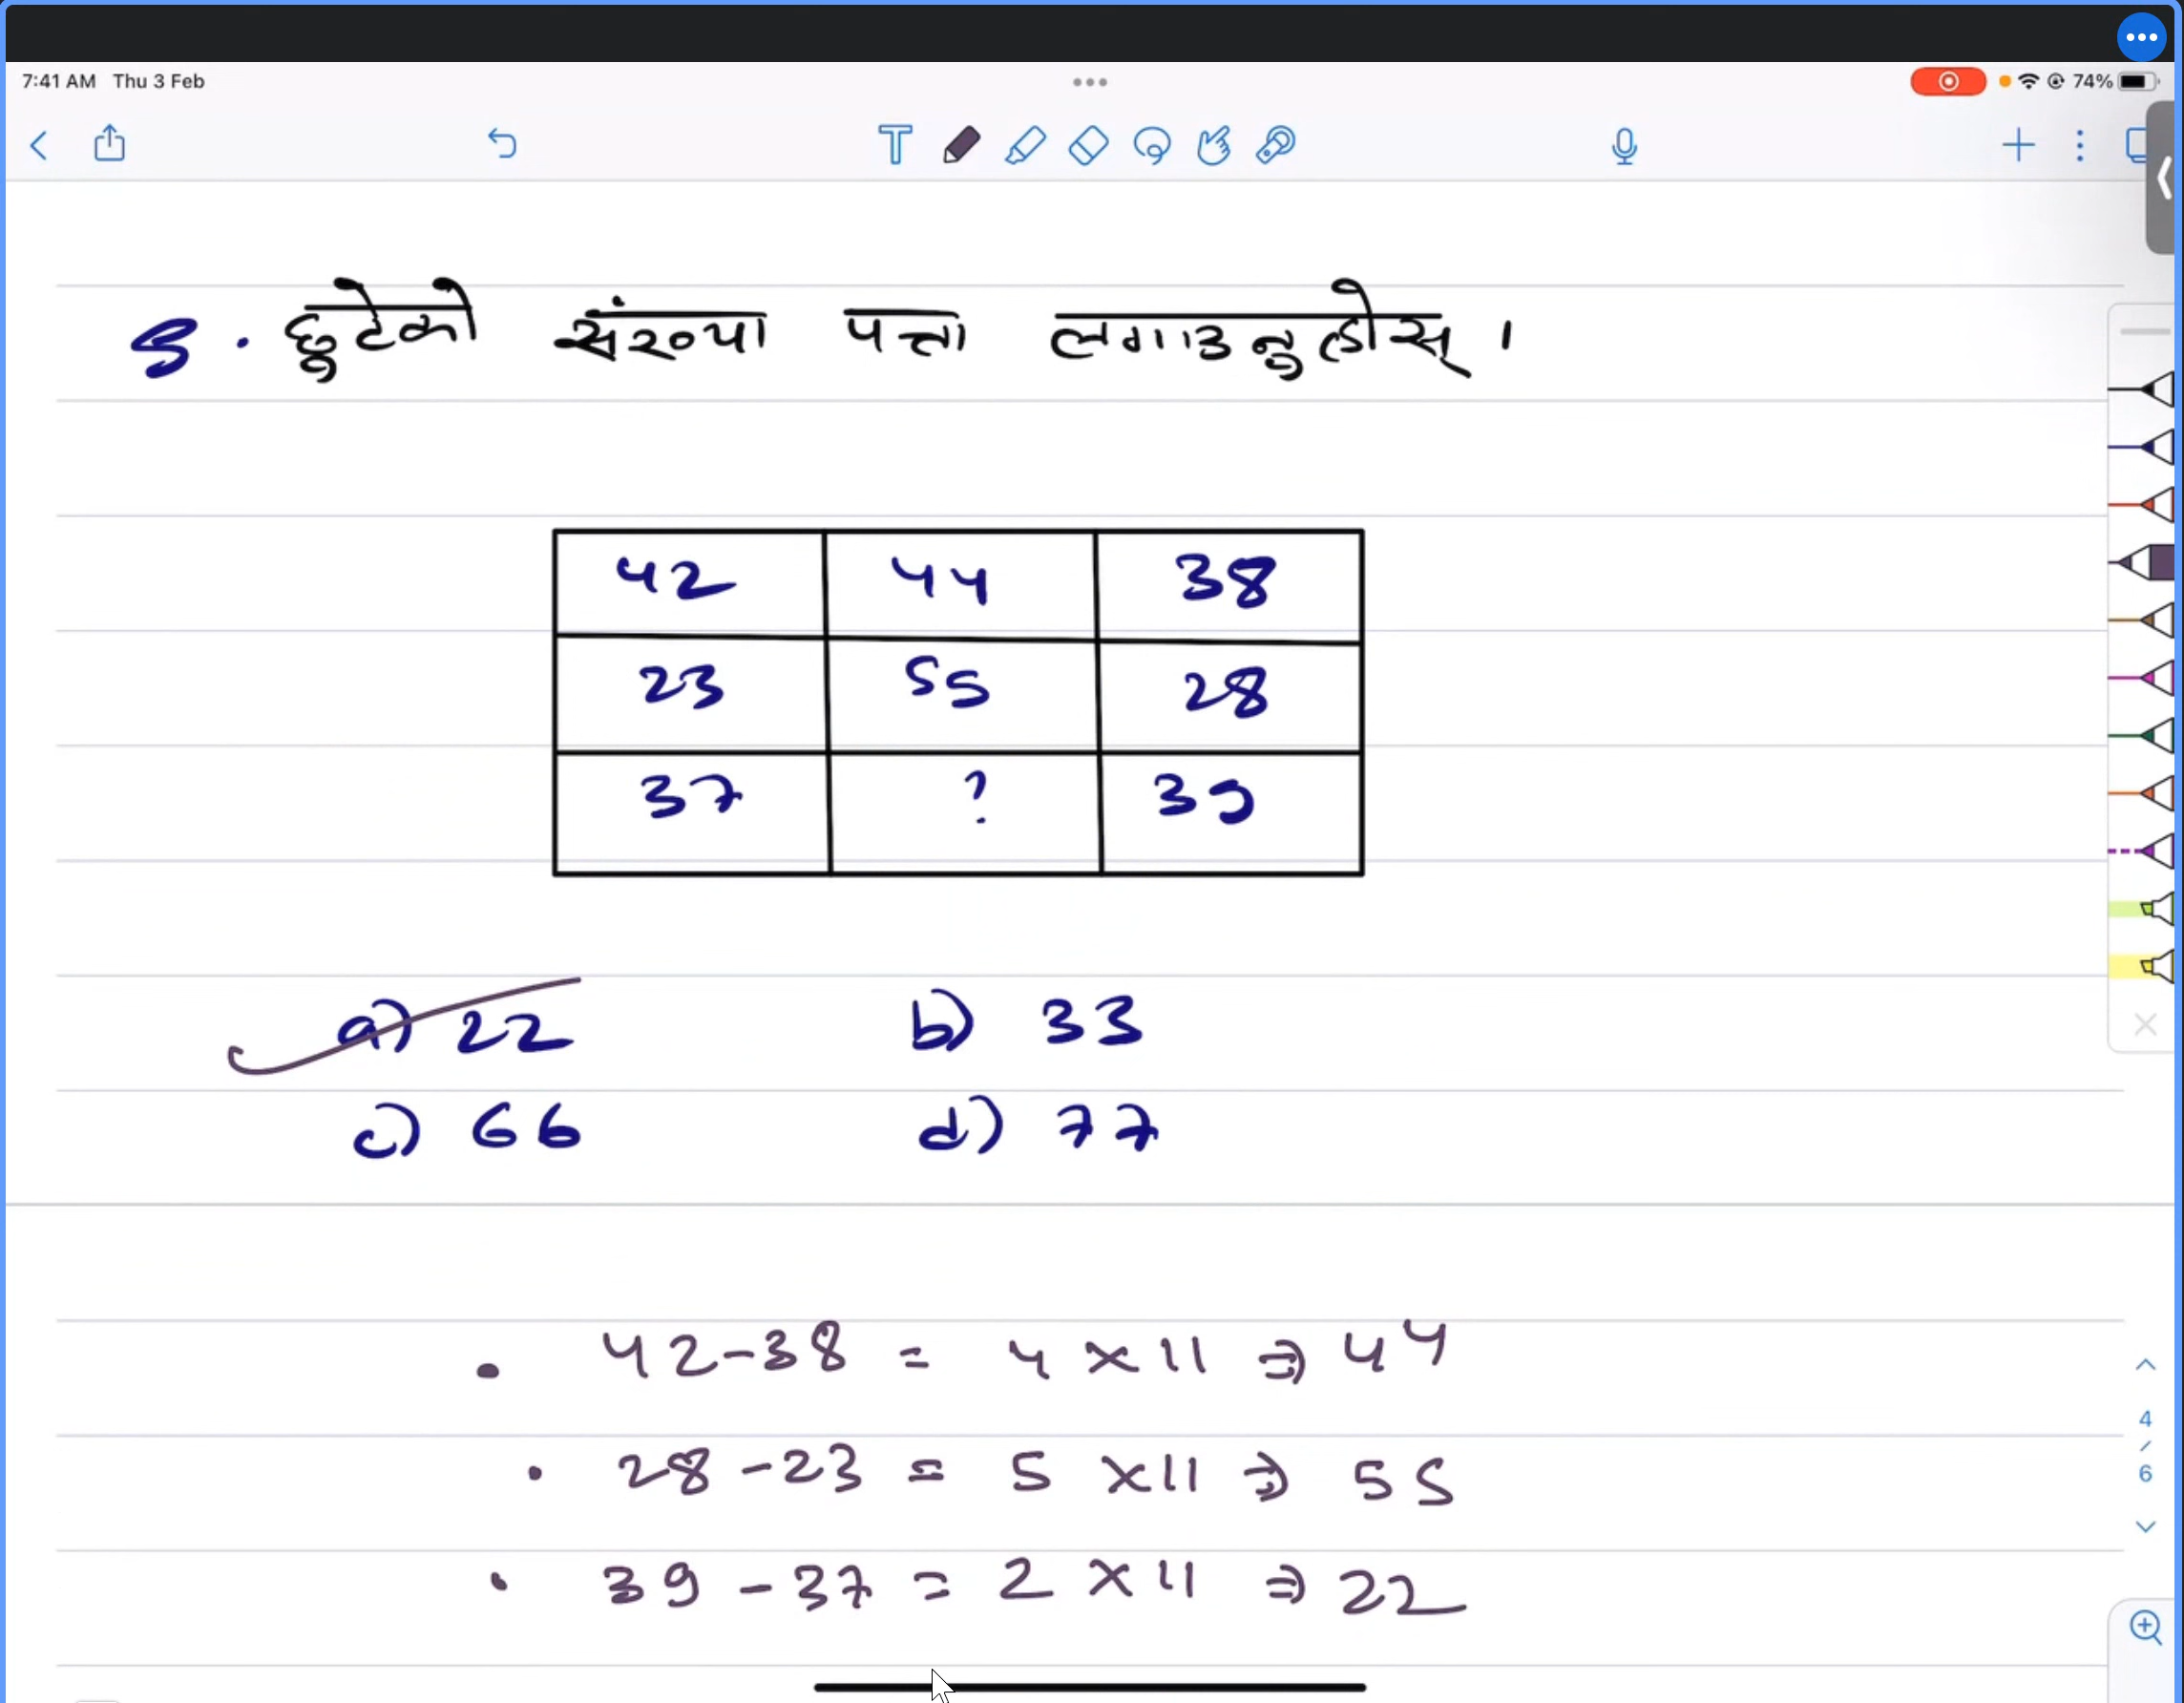 7:41 AM Thu 3 Feb
74%
8. छुटेको संख्या पत्ता लगाउनुहोस् ।
42 44 38
23 55 28
37 ? 39
a) 22 b) 33
c) 66 d) 77
• 42-38 = 4 × 11 ⇒ 44
• 28-23 = 5 ×11 ⇒ 55
• 39-37 = 2 × 11 ⇒ 22
4
/
6